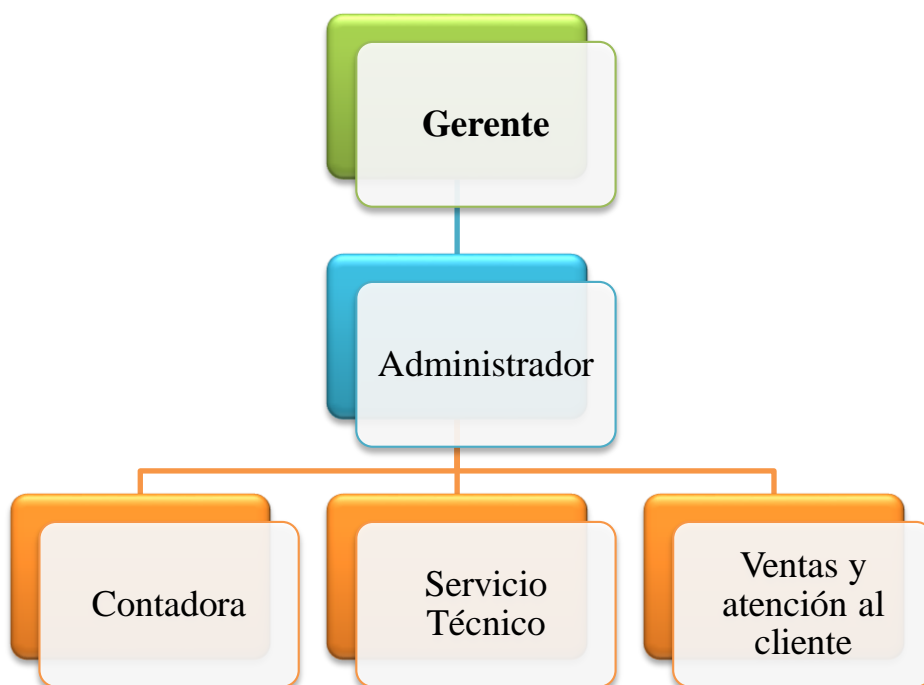 Gerente
Administrador
Contadora
Servicio
Técnico
Ventas y
atención al
cliente